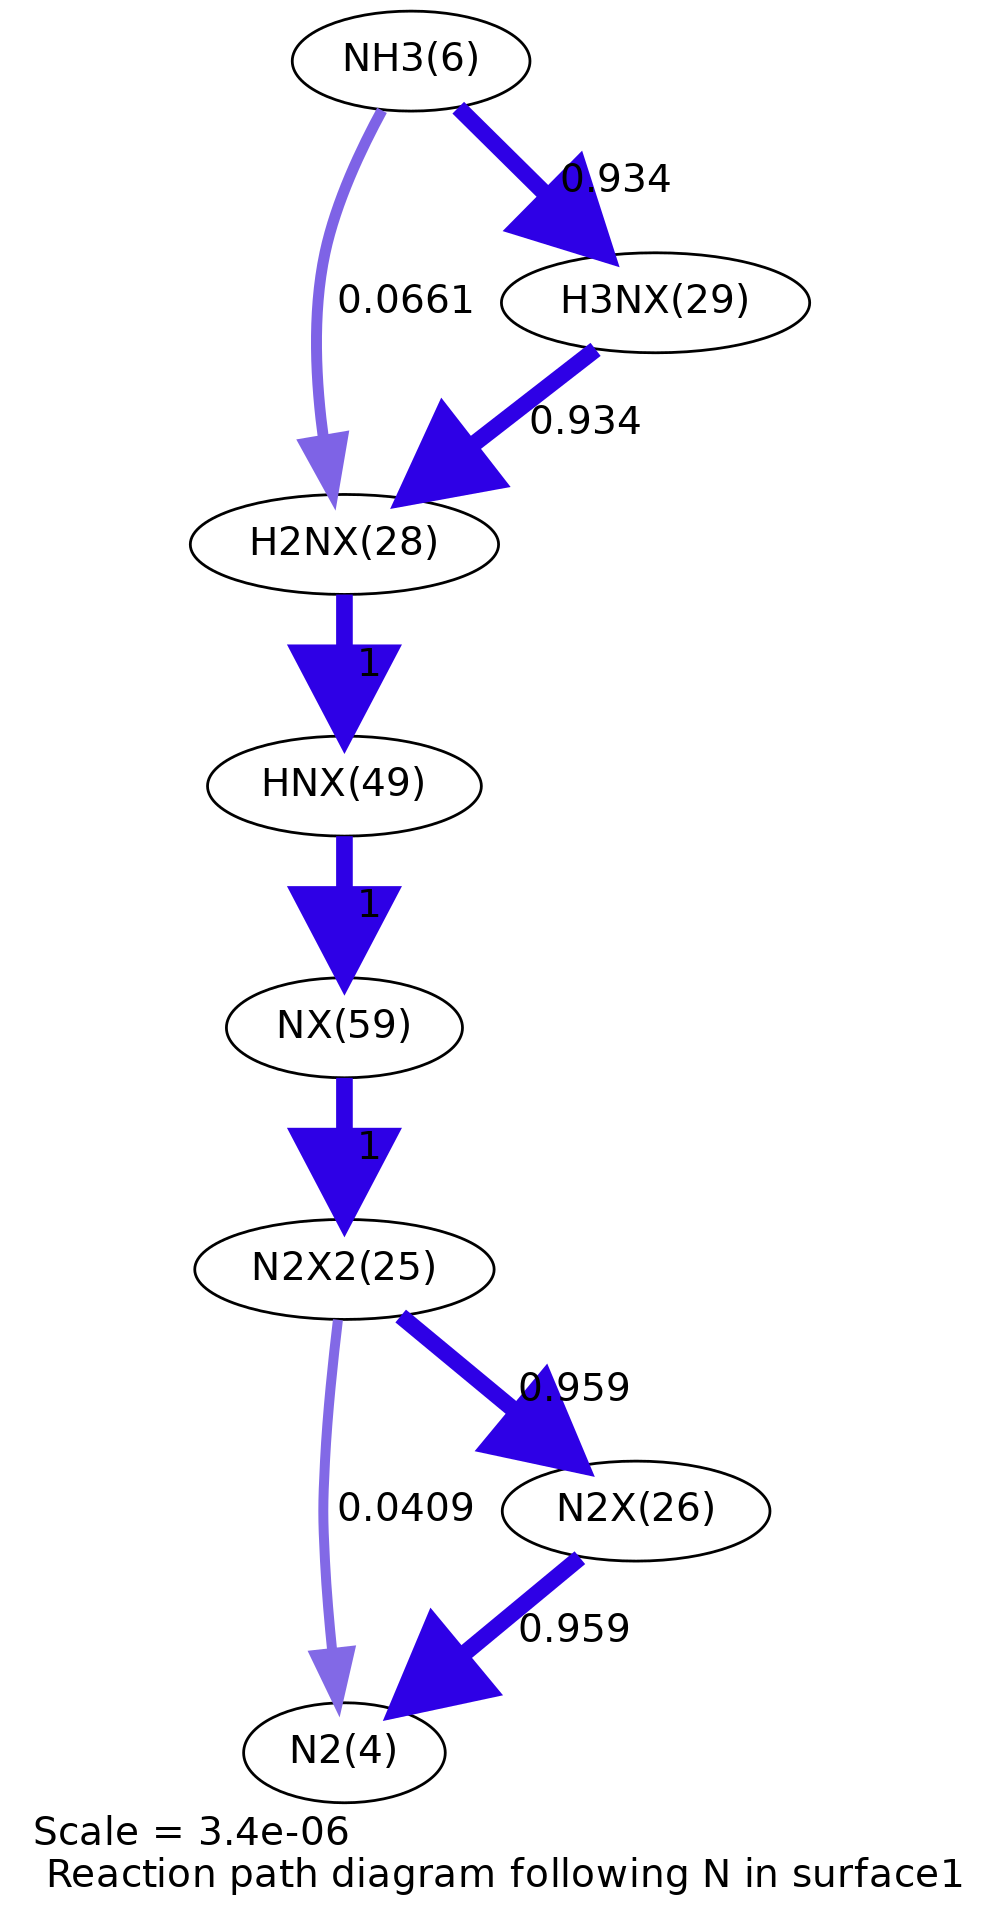 NH3(6)
0.934
0.0661
H3NX(29)
0.934
H2NX(28)
1
HNX(49)
1
NX(59)
1
N2X2(25)
0.959
0.0409
N2X(26)
0.959
N2(4)
Scale = 3.4e-06
Reaction path diagram following N in surface1